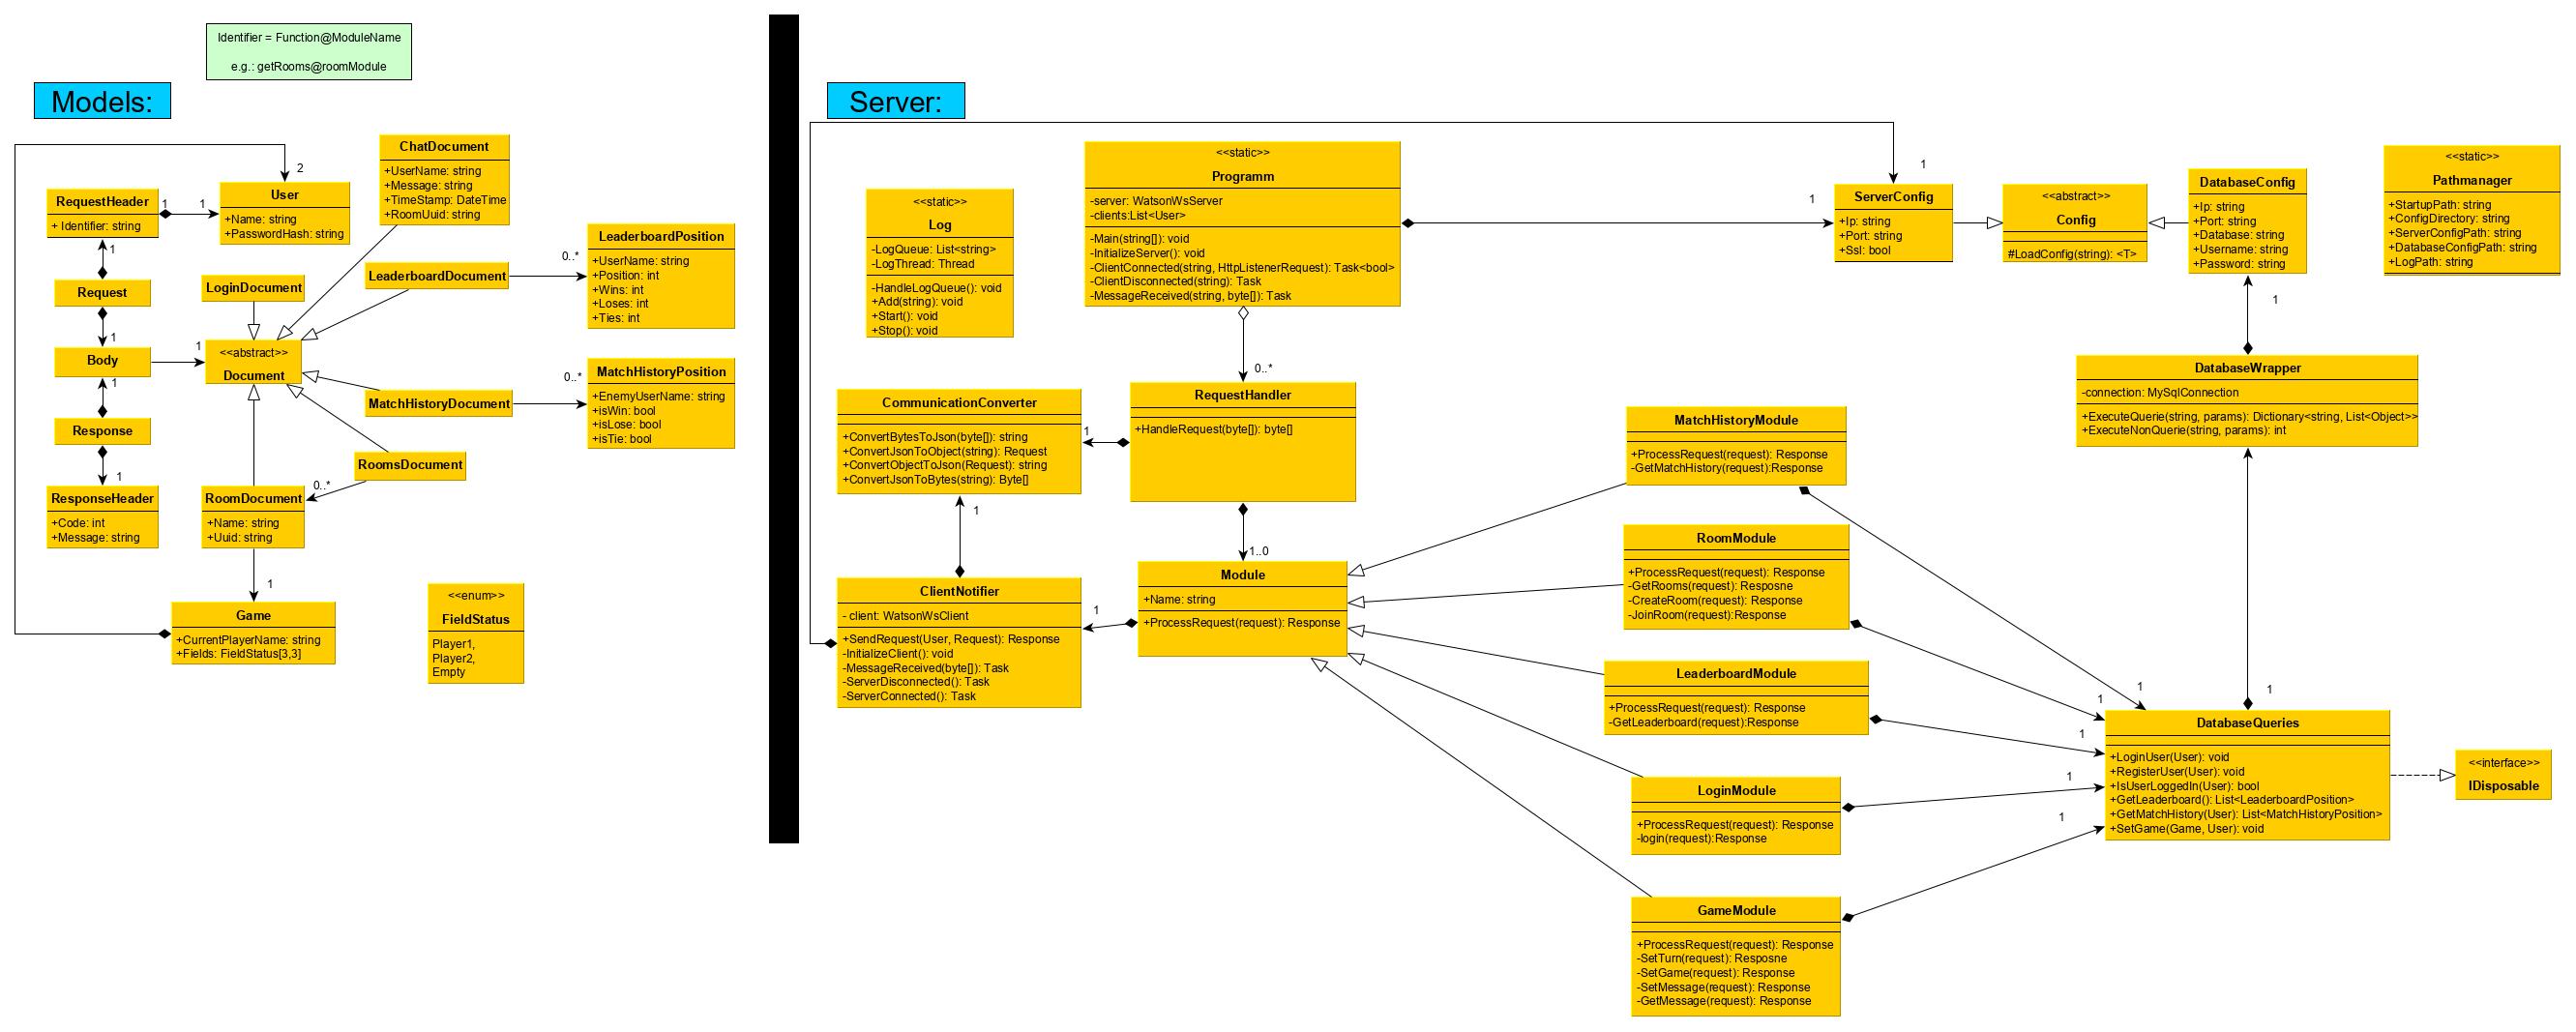 Identifier = Function@ModuleName
e.g.: getRooms@roomModule
Models:
ChatDocument
+UserName: string
+Message: string
+TimeStamp: DateTime
+RoomUuid: string
2
User
+Name: string
+PasswordHash: string
RequestHeader
+ Identifier: string
1
1
1
Request
1
Body
1
1
Response
1
ResponseHeader
+Code: int
+Message: string
LoginDocument
LeaderboardDocument
0..*
LeaderboardPosition
+UserName: string
+Position: int
+Wins: int
+Loses: int
+Ties: int
<<abstract>>
Document
MatchHistoryDocument
0..*
MatchHistoryPosition
+EnemyUserName: string
+isWin: bool
+isLose: bool
+isTie: bool
RoomsDocument
0..*
RoomDocument
+Name: string
+Uuid: string
1
Game
+CurrentPlayerName: string
+Fields: FieldStatus[3,3]
<<enum>>
FieldStatus
Player1,
Player2,
Empty
Server:
<<static>>
Log
-LogQueue: List<string>
-LogThread: Thread
-HandleLogQueue(): void
+Add(string): void
+Start(): void
+Stop(): void
<<static>>
Programm
-server: WatsonWsServer
-clients:List<User>
-Main(string[]): void
-InitializeServer(): void
-ClientConnected(string, HttpListenerRequest): Task<bool>
-ClientDisconnected(string): Task
-MessageReceived(string, byte[]): Task
1
1
ServerConfig
+Ip: string
+Port: string
+Ssl: bool
<<abstract>>
Config
#LoadConfig(string): <T>
DatabaseConfig
+Ip: string
+Port: string
+Database: string
+Username: string
+Password: string
<<static>>
Pathmanager
+StartupPath: string
+ConfigDirectory: string
+ServerConfigPath: string
+DatabaseConfigPath: string
+LogPath: string
1
DatabaseWrapper
-connection: MySqlConnection
+ExecuteQuerie(string, params): Dictionary<string, List<Object>>
+ExecuteNonQuerie(string, params): int
0..*
RequestHandler
+HandleRequest(byte[]): byte[]
1
CommunicationConverter
+ConvertBytesToJson(byte[]): string
+ConvertJsonToObject(string): Request
+ConvertObjectToJson(Request): string
+ConvertJsonToBytes(string): Byte[]
1
ClientNotifier
- client: WatsonWsClient
+SendRequest(User, Request): Response
-InitializeClient(): void
-MessageReceived(byte[]): Task
-ServerDisconnected(): Task
-ServerConnected(): Task
1..0
1
Module
+Name: string
+ProcessRequest(request): Response
MatchHistoryModule
+ProcessRequest(request): Response
-GetMatchHistory(request):Response
RoomModule
+ProcessRequest(request): Response
-GetRooms(request): Resposne
-CreateRoom(request): Response
-JoinRoom(request):Response
LeaderboardModule
+ProcessRequest(request): Response
-GetLeaderboard(request):Response
LoginModule
+ProcessRequest(request): Response
-login(request):Response
GameModule
+ProcessRequest(request): Response
-SetTurn(request): Resposne
-SetGame(request): Response
-SetMessage(request): Response
-GetMessage(request): Response
1
1
1
1
1
1
DatabaseQueries
+LoginUser(User): void
+RegisterUser(User): void
+IsUserLoggedIn(User): bool
+GetLeaderboard(): List<LeaderboardPosition>
+GetMatchHistory(User): List<MatchHistoryPosition>
+SetGame(Game, User): void
<<interface>>
IDisposable